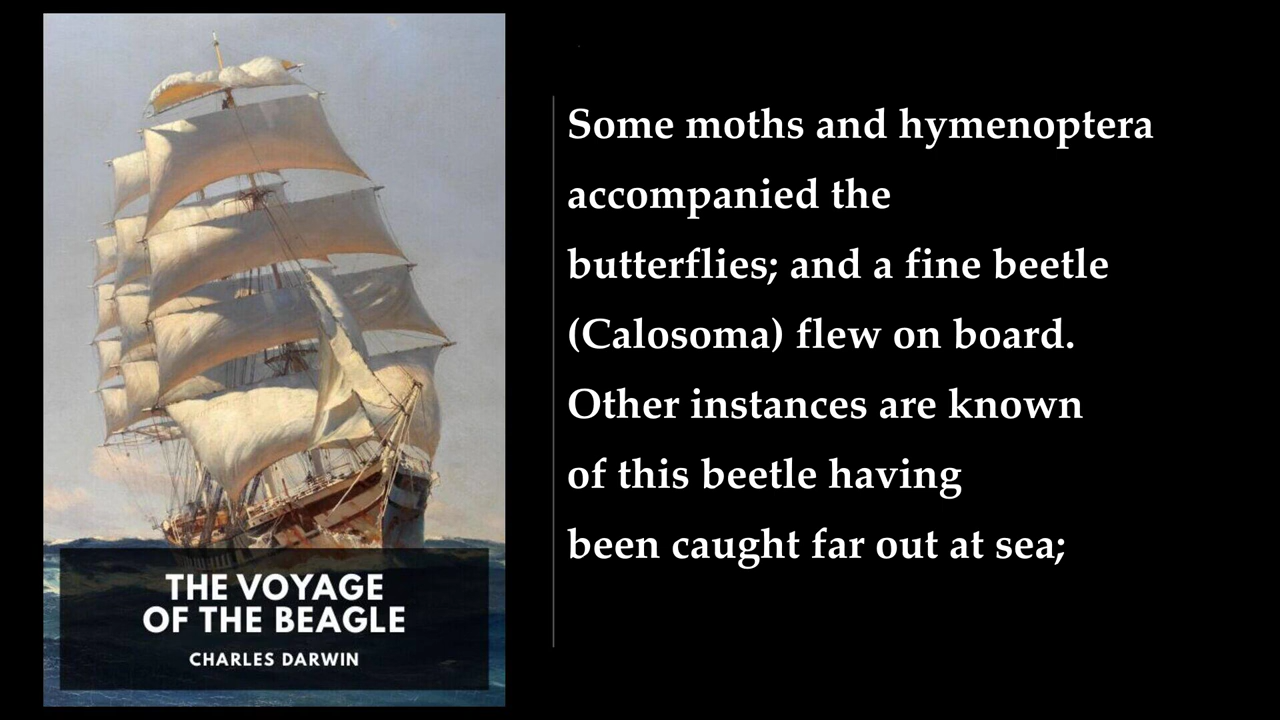 THE VOYAGE
OF THE BEAGLE
CHARLES DARWIN
Some moths and hymenoptera
accompanied the
butterflies; and a fine beetle
(Calosoma) flew on board.
Other instances are known
of this beetle having
been caught far out at sea;